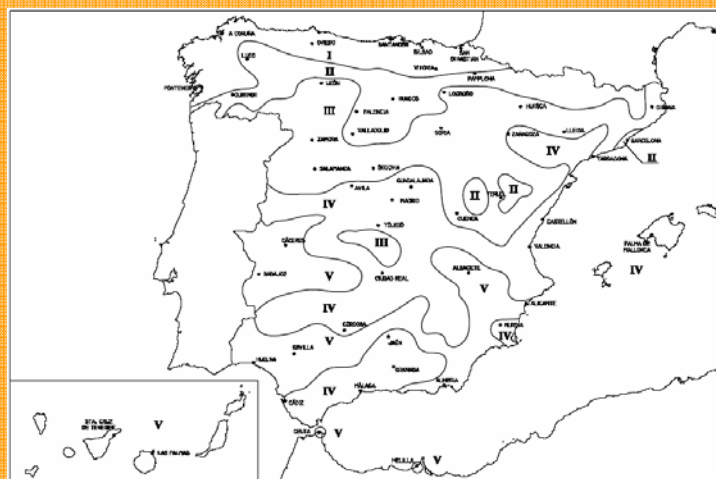 A CORUÑA
OVIEDO
SANTANDER
BILBAO
SAN
SEBASTIAN
LUGO
I
VITORIA
II
PAMPLONA
PONTEVEDRA
OURENSE
LEÓN
BURGOS
LOGROÑO
HUESCA
GIRONA
III
PALENCIA
ZAMORA
VALLADOLID
SORIA
ZARAGOZA
LLEIDA
BARCELONA
IV
TARRAGONA
III
SALAMANCA
SEGOVIA
AVILA
GUADALAJARA
II
TERUEL
II
IV
MADRID
CUENCA
CASTELLÓN
TOLEDO
CÁCERES
III
VALENCIA
PALMA DE
MALLORCA
IV
BADAJOZ
V
CIUDAD REAL
ALBACETE
V
IV
ALICANTE
CÓRDOBA
V
MURCIA
IV
JAÉN
HUELVA
SEVILLA
GRANADA
ALMERIA
MÁLAGA
IV
CÁDIZ
CEUTA
V
MELILLA
V
STA. CRUZ
DE TENERIFE
V
LAS PALMAS